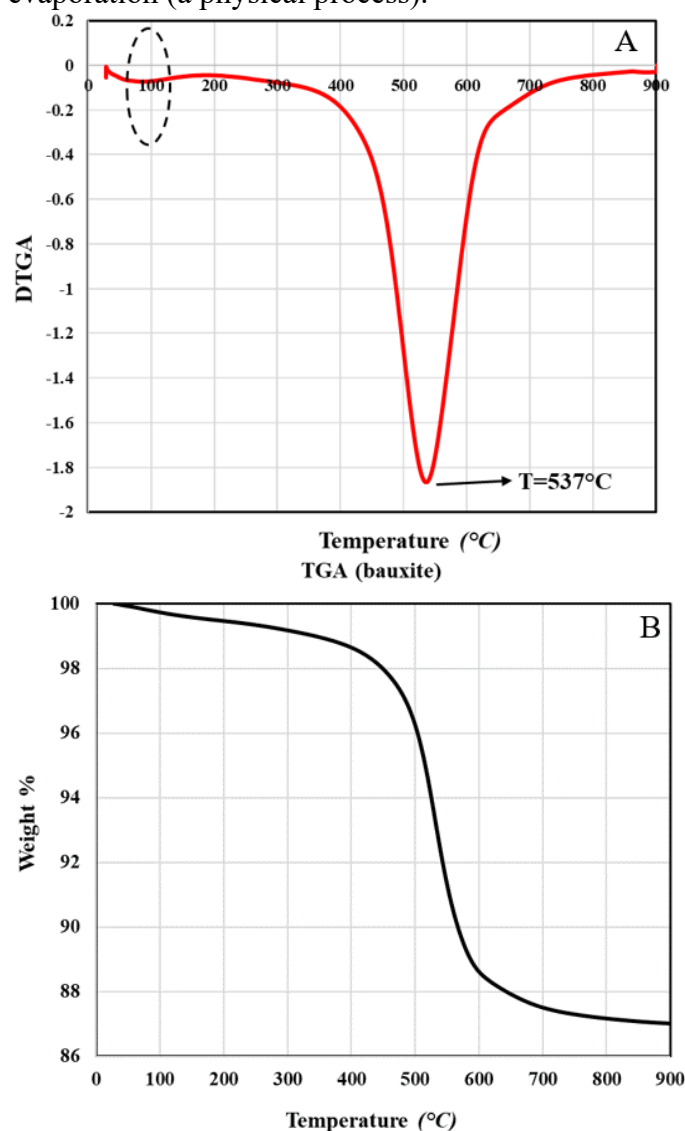 evaporation (a physical process).
A
0.2
0
-0.2
-0.4
-0.6
-0.8
-1
-1.2
-1.4
-1.6
-1.8
-2
0 100 200 300 400 500 600 700 800 900
DTGA
T=537°C
Temperature (°C)
TGA (bauxite)
B
100
98
96
94
92
90
88
86
Weight %
0 100 200 300 400 500 600 700 800 900
Temperature (°C)